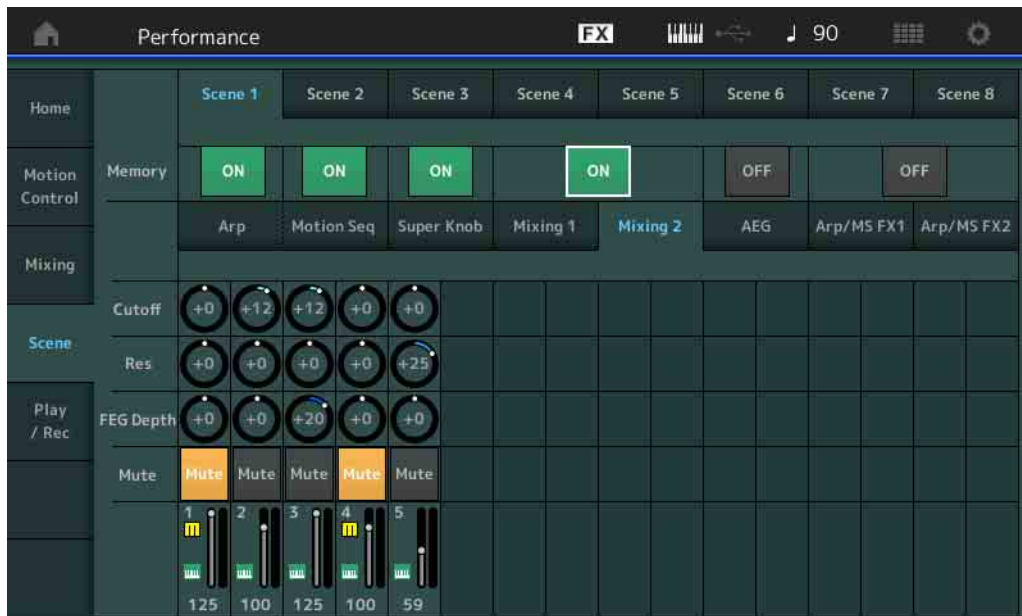 Performance FX 90
Scene 1 Scene 2 Scene 3 Scene 4 Scene 5 Scene 6 Scene 7 Scene 8
Home
Memory ON ON ON ON OFF OFF
Motion
Control
Arp Motion Seq Super Knob Mixing 1 Mixing 2 AEG Arp/MS FX1 Arp/MS FX2
Mixing
Cutoff +0 +12 +12 +0 +0
Scene
Res +0 +0 +0 +0 +25
Play
/ Rec
FEG Depth +0 +0 +20 +0 +0
Mute Mute Mute Mute Mute Mute
1 2 3 4 5
125 100 125 100 59